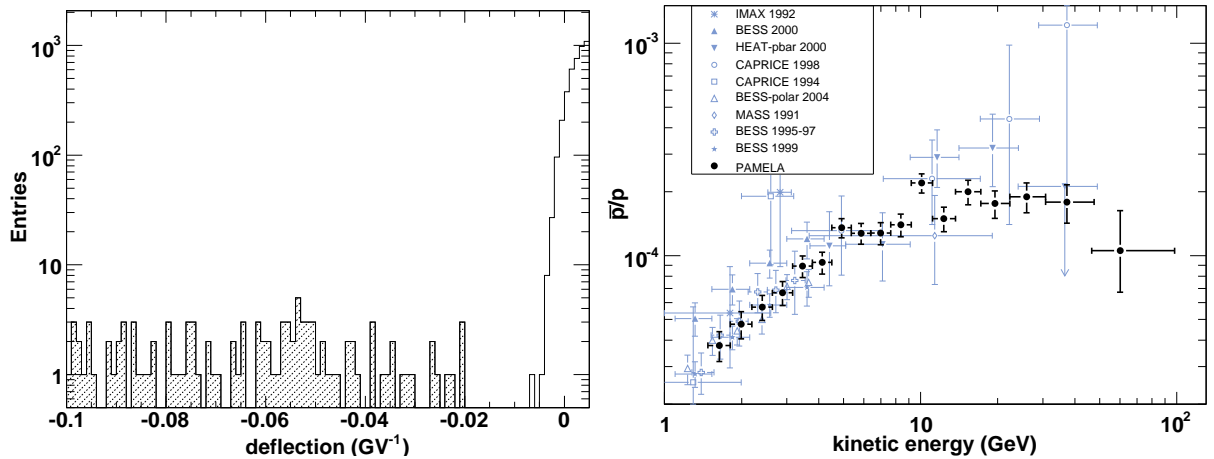 Entries
10³
10²
10
1
-0.1
-0.08
-0.06
-0.04
-0.02
0
deflection (GV⁻¹)
p̅/p
10⁻³
10⁻⁴
IMAX 1992
BESS 2000
HEAT-pbar 2000
CAPRICE 1998
CAPRICE 1994
BESS-polar 2004
MASS 1991
BESS 1995-97
BESS 1999
PAMELA
1
10
10²
kinetic energy (GeV)